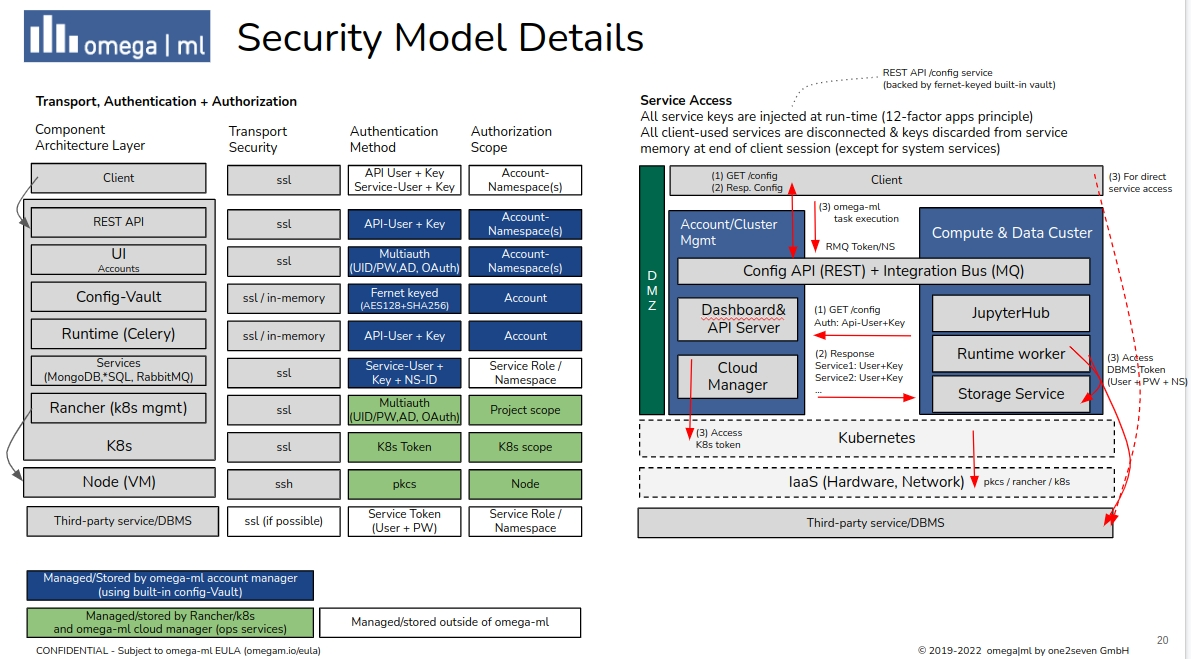 omega | ml
Security Model Details
Transport, Authentication + Authorization
Component
Architecture Layer
Transport
Security
Authentication
Method
Authorization
Scope
Client
ssl
API User + Key
Service-User + Key
Account-
Namespace(s)
REST API
ssl
API-User + Key
Account-
Namespace(s)
UI
Accounts
ssl
Multiauth
(UID/PW,AD, OAuth)
Account-
Namespace(s)
Config-Vault
ssl / in-memory
Fernet keyed
(AES128+SHA256)
Account
Runtime (Celery)
ssl / in-memory
API-User + Key
Account
Services
(MongoDB,*SQL, RabbitMQ)
ssl
Service-User +
Key + NS-ID
Service Role /
Namespace
Rancher (k8s mgmt)
ssl
Multiauth
(UID/PW,AD, OAuth)
Project scope
K8s
ssl
K8s Token
K8s scope
Node (VM)
ssh
pkcs
Node
Third-party service/DBMS
ssl (if possible)
Service Token
(User + PW)
Service Role /
Namespace
Managed/Stored by omega-ml account manager
(using built-in config-Vault)
Managed/stored by Rancher/k8s
and omega-ml cloud manager (ops services)
Managed/stored outside of omega-ml
CONFIDENTIAL - Subject to omega-ml EULA (omegam.io/eula)
REST API /config service
(backed by fernet-keyed built-in vault)
Service Access
All service keys are injected at run-time (12-factor apps principle)
All client-used services are disconnected & keys discarded from service
memory at end of client session (except for system services)
DMZ
(1) GET /config
(2) Resp. Config
Client
(3) For direct
service access
(3) omega-ml
task execution
RMQ Token/NS
Account/Cluster
Mgmt
Compute & Data Custer
Config API (REST) + Integration Bus (MQ)
Dashboard&
API Server
(1) GET /config
Auth: Api-User+Key
JupyterHub
Cloud
Manager
(2) Response
Service1: User+Key
Service2: User+Key
...
Runtime worker
Storage Service
(3) Access
DBMS Token
(User + PW + NS)
(3) Access
K8s token
Kubernetes
IaaS (Hardware, Network)
pkcs / rancher / k8s
Third-party service/DBMS
20
© 2019-2022 omega|ml by one2seven GmbH